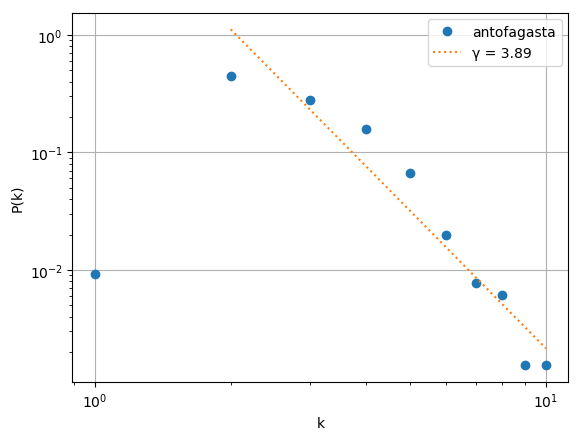 antofagasta
γ = 3.89
10⁰
10⁻¹
10⁻²
P(k)
10⁰
10¹
k